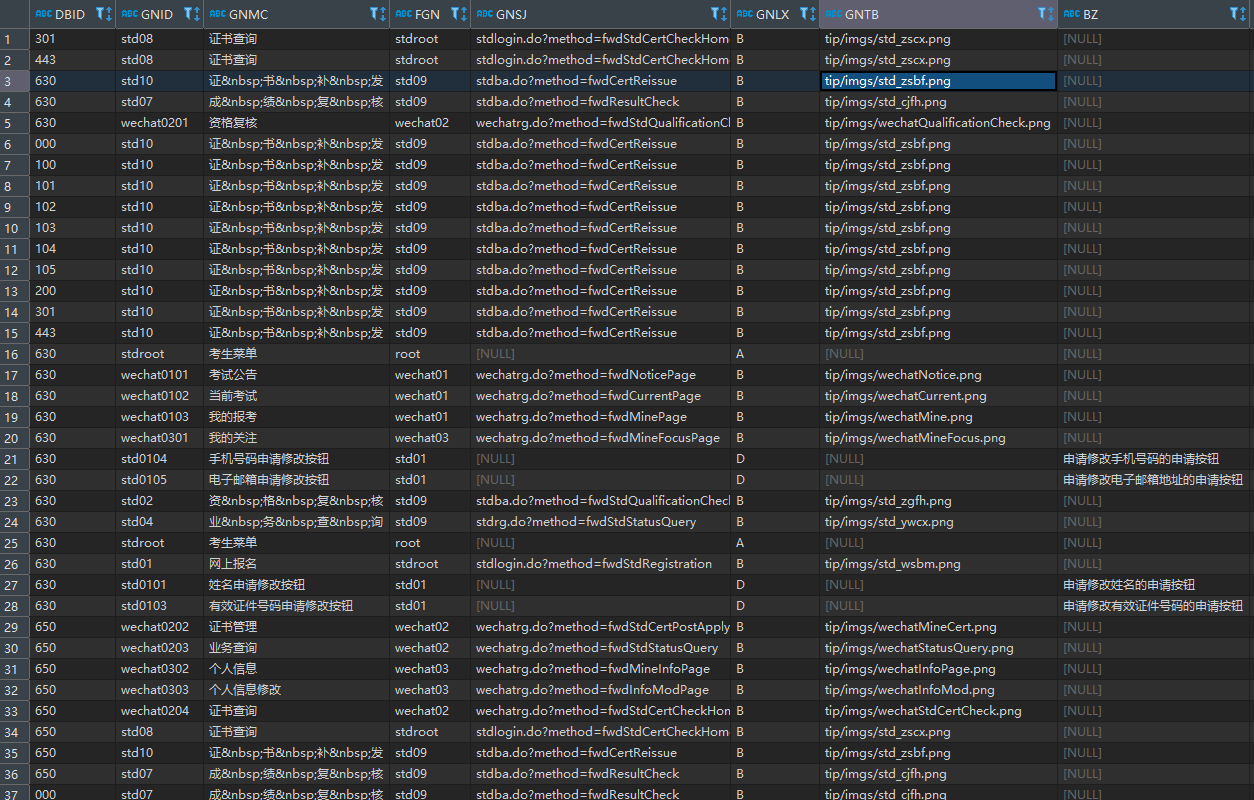 ABC DBID ABC GNID ABC GNMC ABC FGN ABC GNSJ ABC GNLX ABC GNTB ABC BZ
1 301 std08 证书查询 stdroot stdlogin.do?method=fwdStdCertCheckHom B tip/imgs/std_zscx.png [NULL]
2 443 std08 证书查询 stdroot stdlogin.do?method=fwdStdCertCheckHom B tip/imgs/std_zscx.png [NULL]
3 630 std10 证&nbsp;书&nbsp;补&nbsp;发 std09 stdba.do?method=fwdCertReissue B tip/imgs/std_zsbf.png [NULL]
4 630 std07 成&nbsp;绩&nbsp;复&nbsp;核 std09 stdba.do?method=fwdResultCheck B tip/imgs/std_cjfh.png [NULL]
5 630 wechat0201 资格复核 wechat02 wechatrg.do?method=fwdStdQualificationCl B tip/imgs/wechatQualificationCheck.png [NULL]
6 000 std10 证&nbsp;书&nbsp;补&nbsp;发 std09 stdba.do?method=fwdCertReissue B tip/imgs/std_zsbf.png [NULL]
7 100 std10 证&nbsp;书&nbsp;补&nbsp;发 std09 stdba.do?method=fwdCertReissue B tip/imgs/std_zsbf.png [NULL]
8 101 std10 证&nbsp;书&nbsp;补&nbsp;发 std09 stdba.do?method=fwdCertReissue B tip/imgs/std_zsbf.png [NULL]
9 102 std10 证&nbsp;书&nbsp;补&nbsp;发 std09 stdba.do?method=fwdCertReissue B tip/imgs/std_zsbf.png [NULL]
10 103 std10 证&nbsp;书&nbsp;补&nbsp;发 std09 stdba.do?method=fwdCertReissue B tip/imgs/std_zsbf.png [NULL]
11 104 std10 证&nbsp;书&nbsp;补&nbsp;发 std09 stdba.do?method=fwdCertReissue B tip/imgs/std_zsbf.png [NULL]
12 105 std10 证&nbsp;书&nbsp;补&nbsp;发 std09 stdba.do?method=fwdCertReissue B tip/imgs/std_zsbf.png [NULL]
13 200 std10 证&nbsp;书&nbsp;补&nbsp;发 std09 stdba.do?method=fwdCertReissue B tip/imgs/std_zsbf.png [NULL]
14 301 std10 证&nbsp;书&nbsp;补&nbsp;发 std09 stdba.do?method=fwdCertReissue B tip/imgs/std_zsbf.png [NULL]
15 443 std10 证&nbsp;书&nbsp;补&nbsp;发 std09 stdba.do?method=fwdCertReissue B tip/imgs/std_zsbf.png [NULL]
16 630 stdroot 考生菜单 root [NULL] A [NULL] [NULL]
17 630 wechat0101 考试公告 wechat01 wechatrg.do?method=fwdNoticePage B tip/imgs/wechatNotice.png [NULL]
18 630 wechat0102 当前考试 wechat01 wechatrg.do?method=fwdCurrentPage B tip/imgs/wechatCurrent.png [NULL]
19 630 wechat0103 我的报考 wechat01 wechatrg.do?method=fwdMinePage B tip/imgs/wechatMine.png [NULL]
20 630 wechat0301 我的关注 wechat03 wechatrg.do?method=fwdMineFocusPage B tip/imgs/wechatMineFocus.png [NULL]
21 630 std0104 手机号码申请修改按钮 std01 [NULL] D [NULL] 申请修改手机号码的申请按钮
22 630 std0105 电子邮箱申请修改按钮 std01 [NULL] D [NULL] 申请修改电子邮箱地址的申请按钮
23 630 std02 资&nbsp;格&nbsp;复&nbsp;核 std09 stdba.do?method=fwdStdQualificationChec B tip/imgs/std_zgfh.png [NULL]
24 630 std04 业&nbsp;务&nbsp;查&nbsp;询 std09 stdrg.do?method=fwdStdStatusQuery B tip/imgs/std_ywcx.png [NULL]
25 630 stdroot 考生菜单 root [NULL] A [NULL] [NULL]
26 630 std01 网上报名 stdroot stdlogin.do?method=fwdStdRegistration B tip/imgs/std_wsbm.png [NULL]
27 630 std0101 姓名申请修改按钮 std01 [NULL] D [NULL] 申请修改姓名的申请按钮
28 630 std0103 有效证件号码申请修改按钮 std01 [NULL] D [NULL] 申请修改有效证件号码的申请按钮
29 650 wechat0202 证书管理 wechat02 wechatrg.do?method=fwdStdCertPostApply B tip/imgs/wechatMineCert.png [NULL]
30 650 wechat0203 业务查询 wechat02 wechatrg.do?method=fwdStdStatusQuery B tip/imgs/wechatStatusQuery.png [NULL]
31 650 wechat0302 个人信息 wechat03 wechatrg.do?method=fwdMineInfoPage B tip/imgs/wechatInfoPage.png [NULL]
32 650 wechat0303 个人信息修改 wechat03 wechatrg.do?method=fwdInfoModPage B tip/imgs/wechatInfoMod.png [NULL]
33 650 wechat0204 证书查询 wechat02 wechatrg.do?method=fwdStdCertCheckHon B tip/imgs/wechatStdCertCheck.png [NULL]
34 650 std08 证书查询 stdroot stdlogin.do?method=fwdStdCertCheckHom B tip/imgs/std_zscx.png [NULL]
35 650 std10 证&nbsp;书&nbsp;补&nbsp;发 std09 stdba.do?method=fwdCertReissue B tip/imgs/std_zsbf.png [NULL]
36 650 std07 成&nbsp;绩&nbsp;复&nbsp;核 std09 stdba.do?method=fwdResultCheck B tip/imgs/std_cjfh.png [NULL]
37 000 std07 成&nbsp;绩&nbsp;复&nbsp;核 std09 stdba.do?method=fwdResultCheck B tip/imgs/std_cjfh.png [NULL]